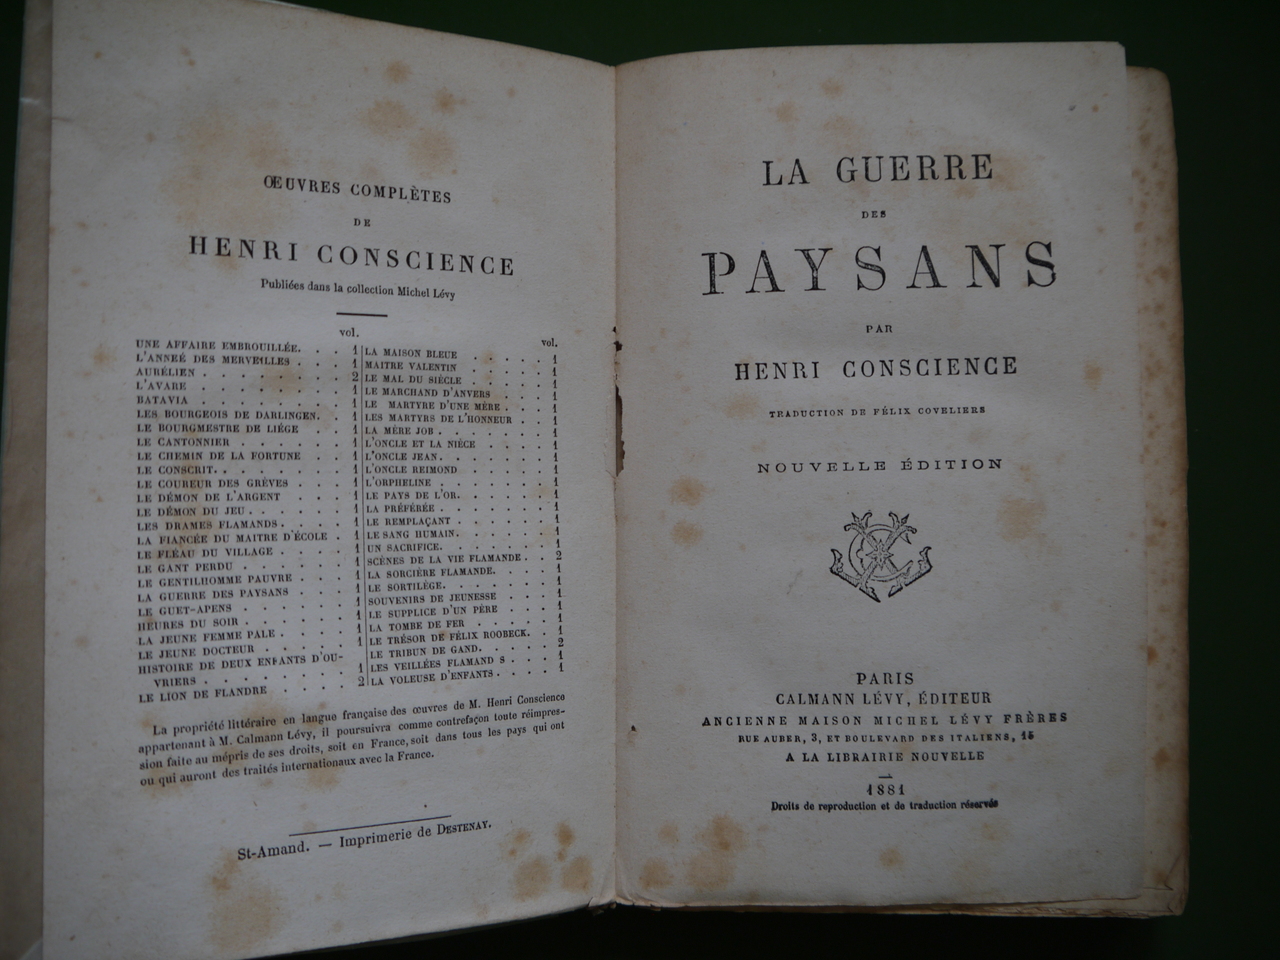 ŒUVRES COMPLÈTES
DE
HENRI CONSCIENCE
Publiées dans la collection Michel Lévy
vol.
UNE AFFAIRE EMBROUILLÉE. . . 1
L'ANNEÉ DES MERVEILLES . . . 1
AURÉLIEN . . . . . . . . 2
L'AVARE . . . . . . . . 1
BATAVIA . . . . . . . . 1
LES BOURGEOIS DE DARLINGEN. . 1
LE BOURGMESTRE DE LIÉGE . . . 1
LE CANTONNIER . . . . . . 1
LE CHEMIN DE LA FORTUNE . . . 1
LE CONSCRIT. . . . . . . . 1
LE COUREUR DES GRÈVES . . . 1
LE DÉMON DE L'ARGENT . . . 1
LE DÉMON DU JEU . . . . . . 1
LES DRAMES FLAMANDS. . . . . 1
LA FIANCÉE DU MAITRE D'ÉCOLE . 1
LE FLÉAU DU VILLAGE . . . . 1
LE GANT PERDU . . . . . . 1
LE GENTILHOMME PAUVRE . . . 1
LA GUERRE DES PAYSANS . . . 1
LE GUET-APENS . . . . . . 1
HEURES DU SOIR . . . . . . 1
LA JEUNE FEMME PALE . . . . 1
LE JEUNE DOCTEUR . . . . . 1
HISTOIRE DE DEUX ENFANTS D'OU-
VRIERS . . . . . . . . 1
LE LION DE FLANDRE . . . . 2
vol.
LA MAISON BLEUE . . . . . 1
MAITRE VALENTIN . . . . . 1
LE MAL DU SIÈCLE . . . . . 1
LE MARCHAND D'ANVERS . . . 1
LE MARTYRE D'UNE MÈRE . . . 1
LES MARTYRS DE L'HONNEUR . . 1
LA MÈRE JOB . . . . . . . 1
L'ONCLE ET LA NIÈCE . . . . 1
L'ONCLE JEAN. . . . . . . 1
L'ONCLE REIMOND . . . . . 1
L'ORPHELINE . . . . . . . 1
LE PAYS DE L'OR. . . . . . 1
LA PRÉFÉRÉE . . . . . . . 1
LE REMPLAÇANT . . . . . . 1
LE SANG HUMAIN. . . . . . 1
UN SACRIFICE. . . . . . . 1
SCÈNES DE LA VIE FLAMANDE . . 2
LA SORCIÈRE FLAMANDE. . . . 1
LE SORTILÉGE. . . . . . . 1
SOUVENIRS DE JEUNESSE . . . 1
LE SUPPLICE D'UN PÈRE . . . 1
LA TOMBE DE FER . . . . . 1
LE TRÉSOR DE FÉLIX ROOBECK. . 1
LE TRIBUN DE GAND. . . . . 2
LES VEILLÉES FLAMAND S . . . 1
LA VOLEUSE D'ENFANTS . . . . 1
La propriété littéraire en langue française des œuvres de M. Henri Conscience
appartenant à M. Calmann Lévy, il poursuivra comme contrefaçon toute réimpres-
sion faite au mépris de ses droits, soit en France, soit dans tous les pays qui ont
ou qui auront des traités internationaux avec la France.
St-Amand. — Imprimerie de DESTENAY.
LA GUERRE
DES
PAYSANS
PAR
HENRI CONSCIENCE
TRADUCTION DE FÉLIX COVELIERS
NOUVELLE ÉDITION
PARIS
CALMANN LÉVY, ÉDITEUR
ANCIENNE MAISON MICHEL LÉVY FRÈRES
RUE AUBER, 3, ET BOULEVARD DES ITALIENS, 15
A LA LIBRAIRIE NOUVELLE
1881
Droits de reproduction et de traduction réservés